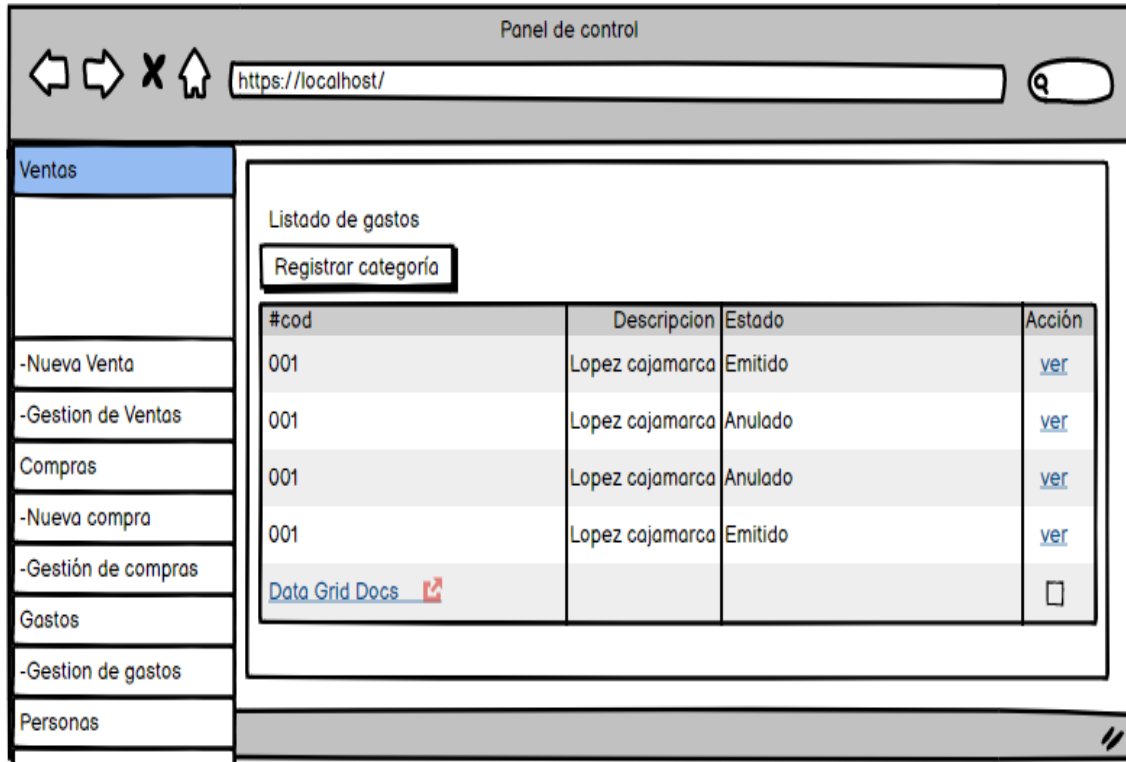 Panel de control
https://localhost/
Ventas
-Nueva Venta
-Gestion de Ventas
Compras
-Nueva compra
-Gestión de compras
Gastos
-Gestion de gastos
Personas
Listado de gastos
Registrar categoría
#cod Descripcion Estado Acción
001 Lopez cajamarca Emitido ver
001 Lopez cajamarca Anulado ver
001 Lopez cajamarca Anulado ver
001 Lopez cajamarca Emitido ver
Data Grid Docs